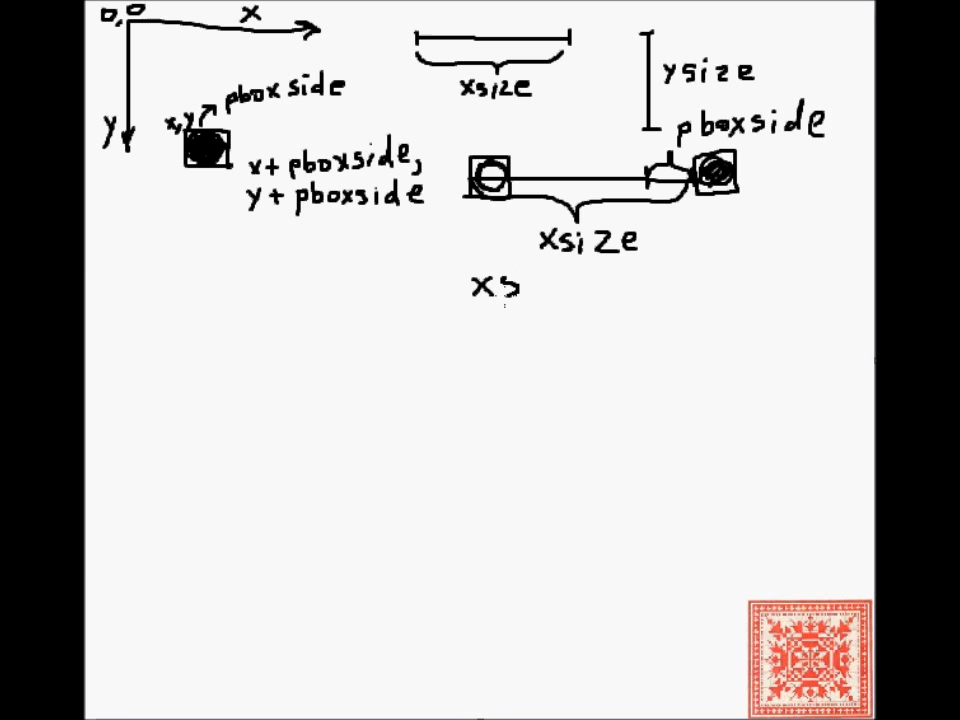 0,0
x
xsize
ysize
y
x,y
pboxside
x+pboxside,
y+pboxside
pboxside
xsize
xs